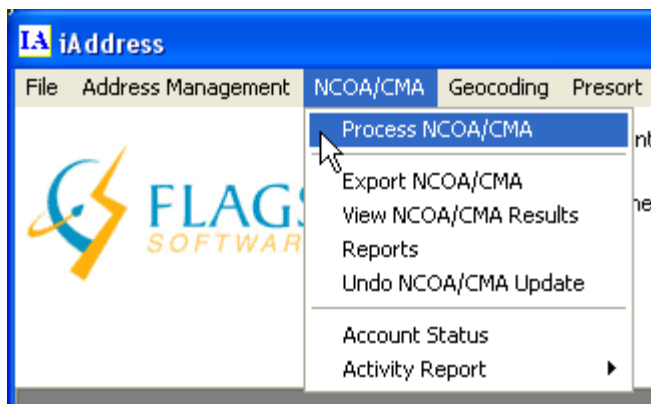 IA iAddress
File Address Management NCOA/CMA Geocoding Presort
Process NCOA/CMA
Export NCOA/CMA
View NCOA/CMA Results
Reports
Undo NCOA/CMA Update
Account Status
Activity Report
FLAGS
SOFTWAR